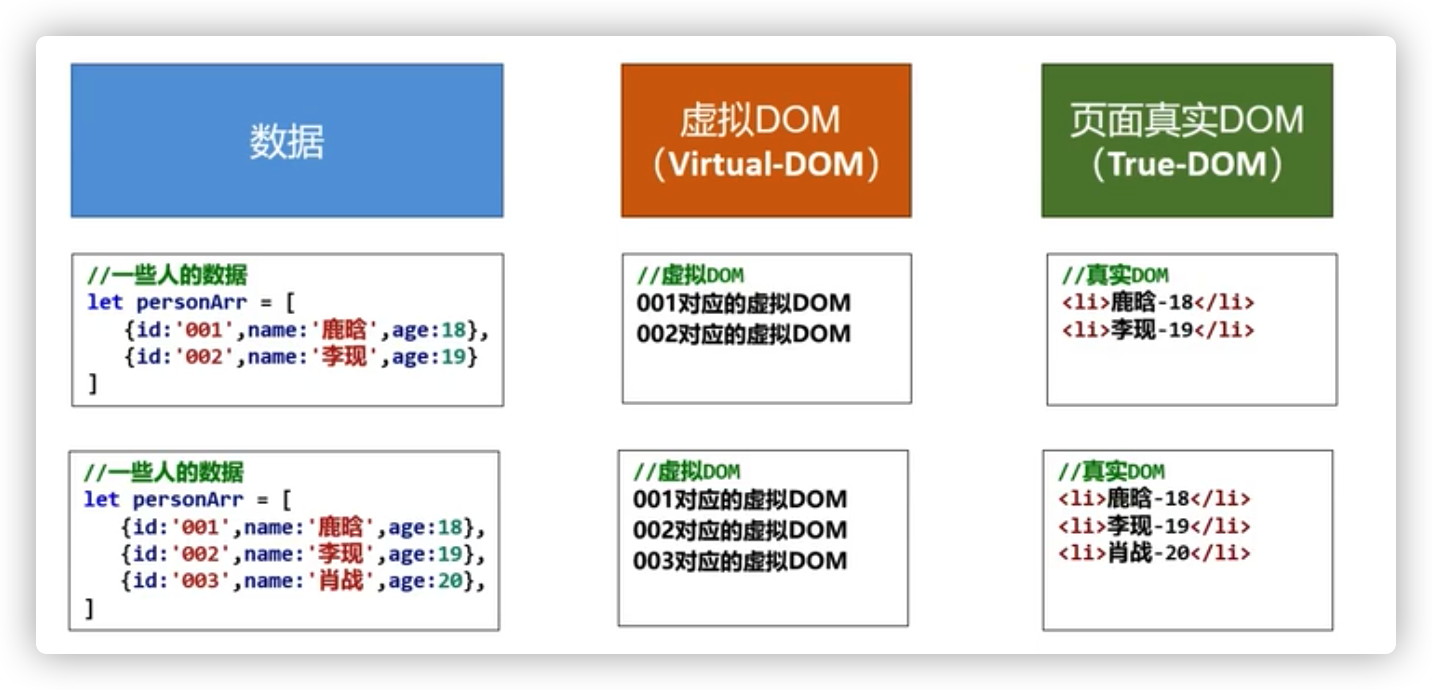 数据
虚拟DOM
（Virtual-DOM）
页面真实DOM
（True-DOM）
//一些人的数据
let personArr = [
{id:'001',name:'鹿晗',age:18},
{id:'002',name:'李现',age:19}
]
//虚拟DOM
001对应的虚拟DOM
002对应的虚拟DOM
//真实DOM
<li>鹿晗-18</li>
<li>李现-19</li>
//一些人的数据
let personArr = [
{id:'001',name:'鹿晗',age:18},
{id:'002',name:'李现',age:19},
{id:'003',name:'肖战',age:20},
]
//虚拟DOM
001对应的虚拟DOM
002对应的虚拟DOM
003对应的虚拟DOM
//真实DOM
<li>鹿晗-18</li>
<li>李现-19</li>
<li>肖战-20</li>